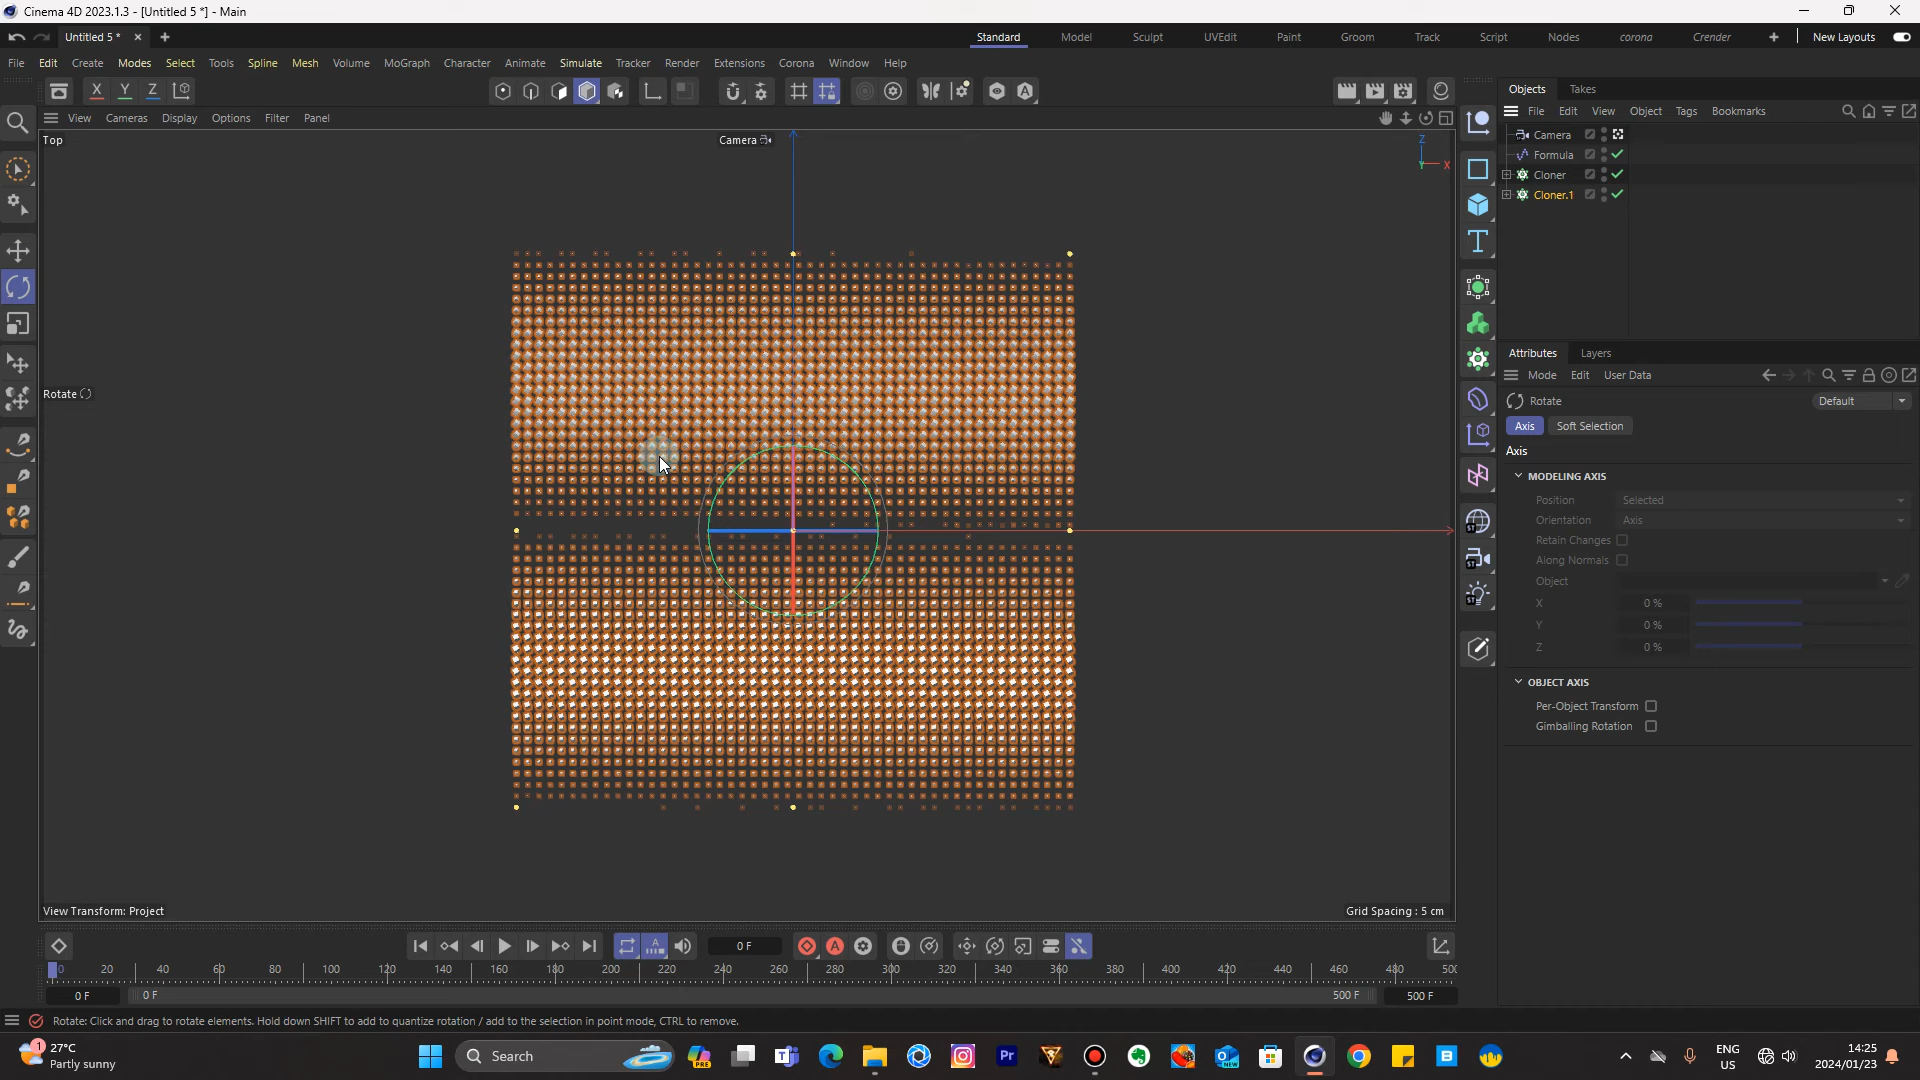 Cinema 4D 2023.1.3 - [Untitled 5 *] - Main
Untitled 5 * × +
Standard Model Sculpt UVEdit Paint Groom Track Script Nodes corona Crender + New Layouts
File Edit Create Modes Select Tools Spline Mesh Volume MoGraph Character Animate Simulate Tracker Render Extensions Corona Window Help
X Y Z
Objects Takes
View Cameras Display Options Filter Panel
File Edit View Object Tags Bookmarks
Top
Camera
Z
Y X
Camera
Formula
Cloner
Cloner.1
Attributes Layers
Mode Edit User Data
Rotate
Rotate
Default
Axis Soft Selection
Axis
MODELING AXIS
Position Selected
Orientation Axis
Retain Changes
Along Normals
Object
X 0 %
Y 0 %
Z 0 %
OBJECT AXIS
Per-Object Transform
Gimballing Rotation
View Transform: Project
Grid Spacing : 5 cm
0 F
0 20 40 60 80 100 120 140 160 180 200 220 240 260 280 300 320 340 360 380 400 420 440 460 480 50
0 F 0 F 500 F 500 F
Rotate: Click and drag to rotate elements. Hold down SHIFT to add to quantize rotation / add to the selection in point mode, CTRL to remove.
1
27°C
Partly sunny
Search
PRE
Pr
NEW
B
ENG
US
14:25
2024/01/23